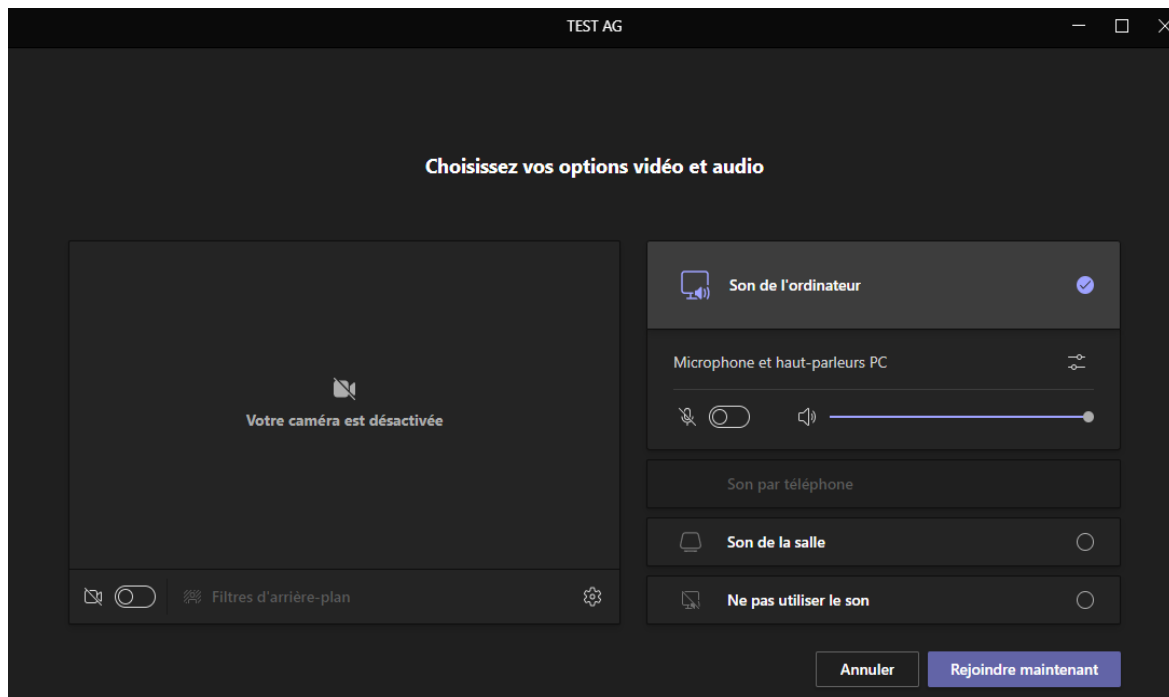 TEST AG
Choisissez vos options vidéo et audio
Votre caméra est désactivée
Filtres d'arrière-plan
Son de l'ordinateur
Microphone et haut-parleurs PC
Son par téléphone
Son de la salle
Ne pas utiliser le son
Annuler
Rejoindre maintenant